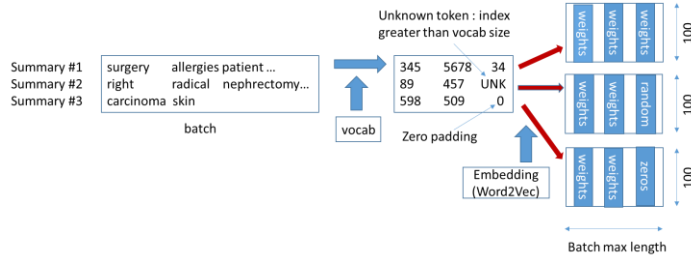 Unknown token : index
greater than vocab size
weights weights weights 100
Summary #1 surgery allergies patient ... 345 5678 34
Summary #2 right radical nephrectomy... 89 457 UNK
Summary #3 carcinoma skin 598 509 0
weights weights random 100
batch
vocab
Zero padding
Embedding
(Word2Vec)
weights weights zeros 100
Batch max length